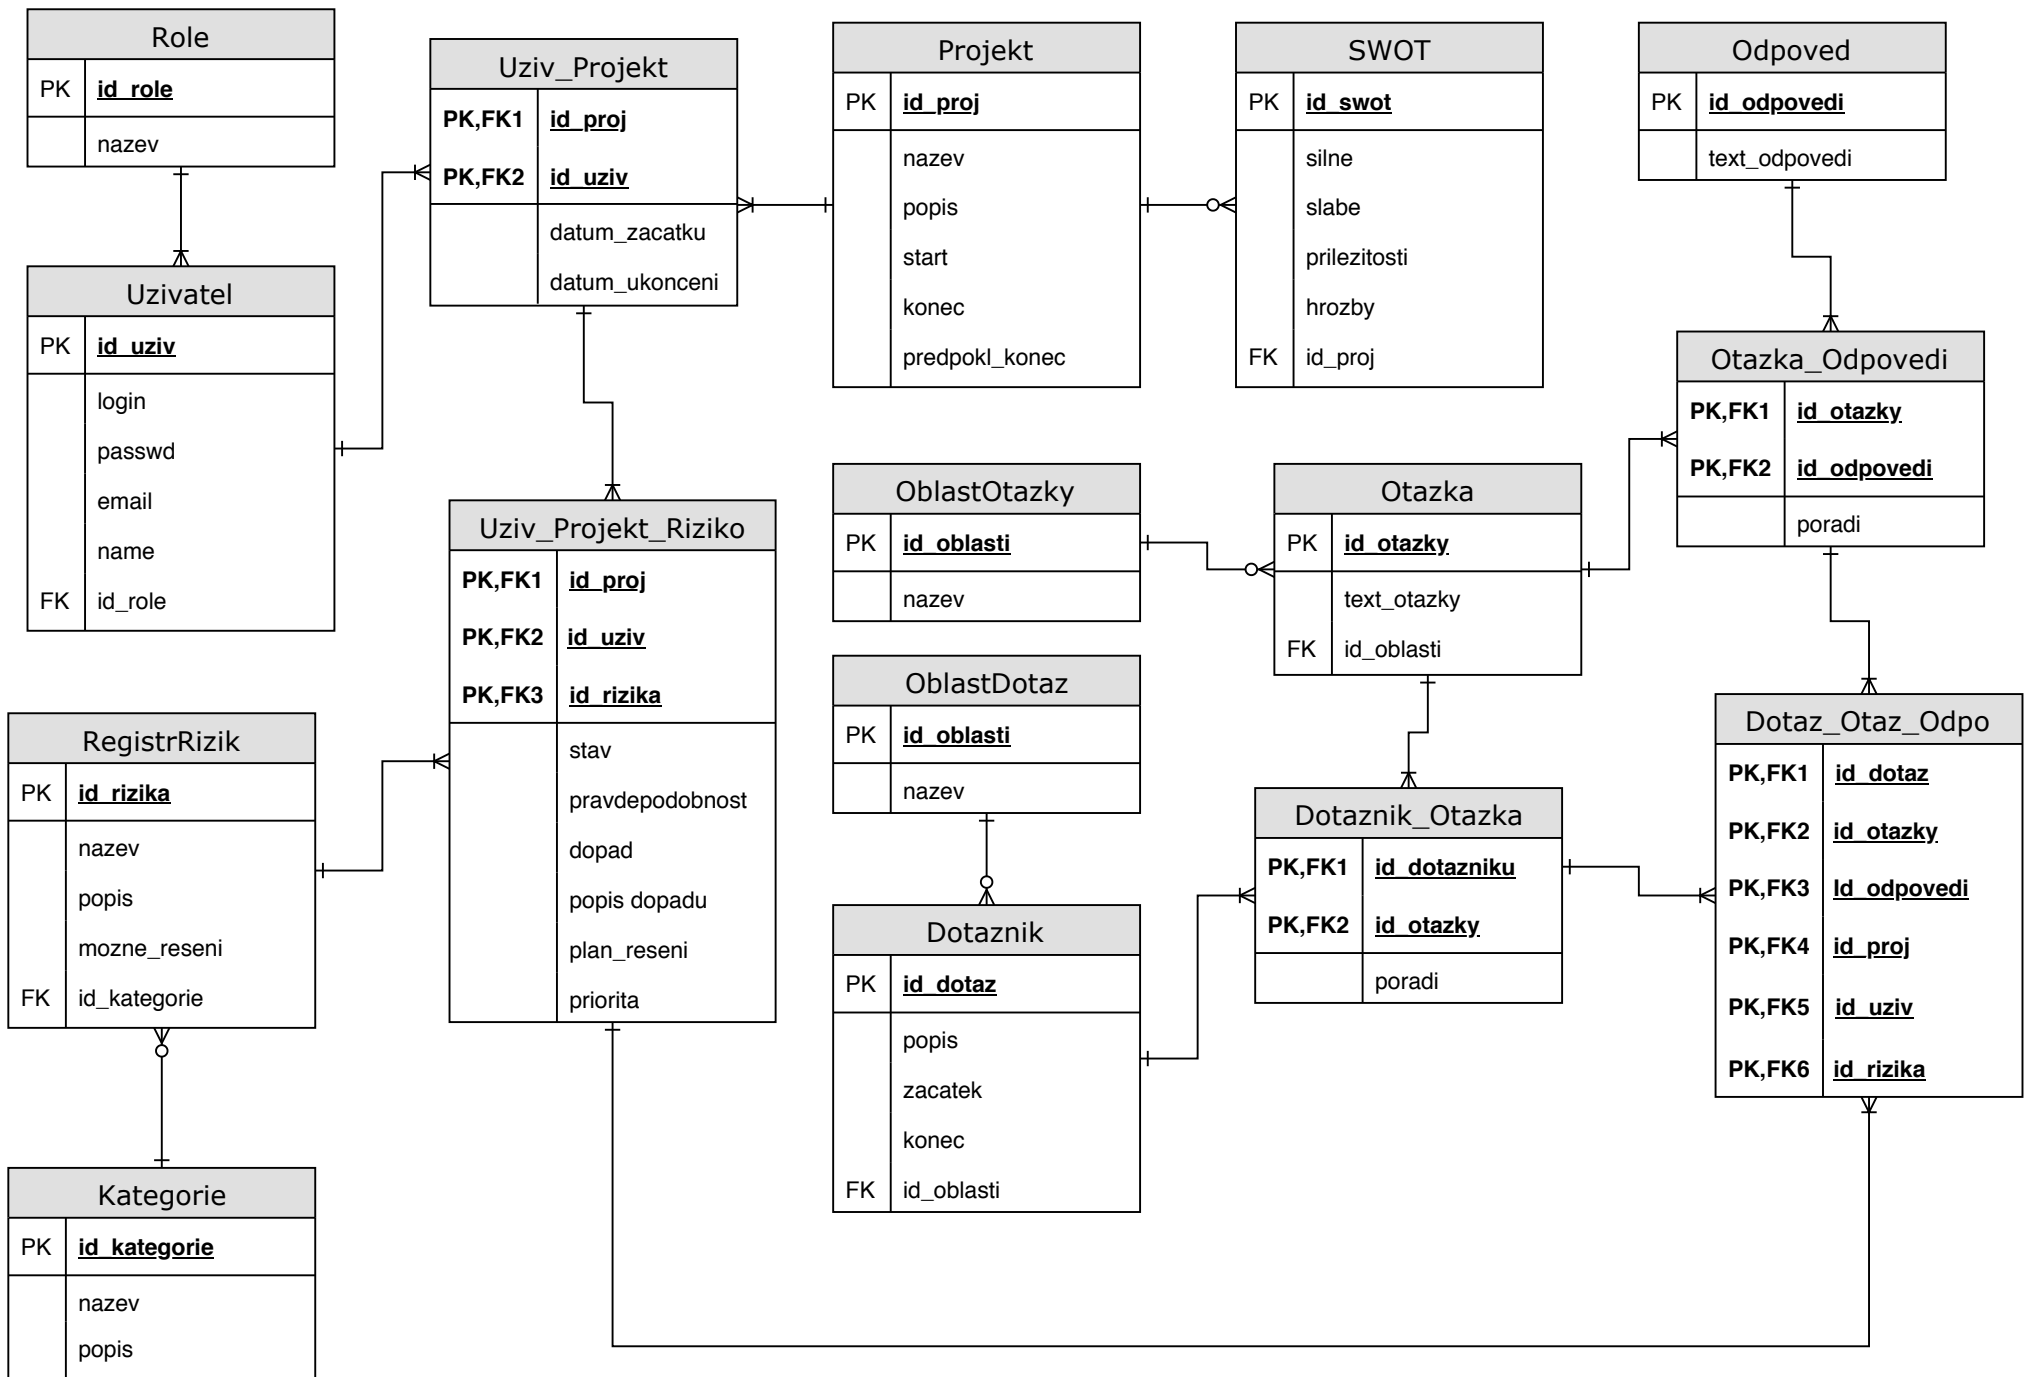 Role
PK id_role
nazev
Uzivatel
PK id_uziv
login
passwd
email
name
FK id_role
RegistrRizik
PK id_rizika
nazev
popis
mozne_reseni
FK id_kategorie
Kategorie
PK id_kategorie
nazev
popis
Uziv_Projekt
PK,FK1 id_proj
PK,FK2 id_uziv
datum_zacatku
datum_ukonceni
Uziv_Projekt_Riziko
PK,FK1 id_proj
PK,FK2 id_uziv
PK,FK3 id_rizika
stav
pravdepodobnost
dopad
popis dopadu
plan_reseni
priorita
Projekt
PK id_proj
nazev
popis
start
konec
predpokl_konec
OblastOtazky
PK id_oblasti
nazev
OblastDotaz
PK id_oblasti
nazev
Dotaznik
PK id_dotaz
popis
zacatek
konec
FK id_oblasti
SWOT
PK id_swot
silne
slabe
prilezitosti
hrozby
FK id_proj
Otazka
PK id_otazky
text_otazky
FK id_oblasti
Dotaznik_Otazka
PK,FK1 id_dotazniku
PK,FK2 id_otazky
poradi
Odpoved
PK id_odpovedi
text_odpovedi
Otazka_Odpovedi
PK,FK1 id_otazky
PK,FK2 id_odpovedi
poradi
Dotaz_Otaz_Odpo
PK,FK1 id_dotaz
PK,FK2 id_otazky
PK,FK3 Id_odpovedi
PK,FK4 id_proj
PK,FK5 id_uziv
PK,FK6 id_rizika